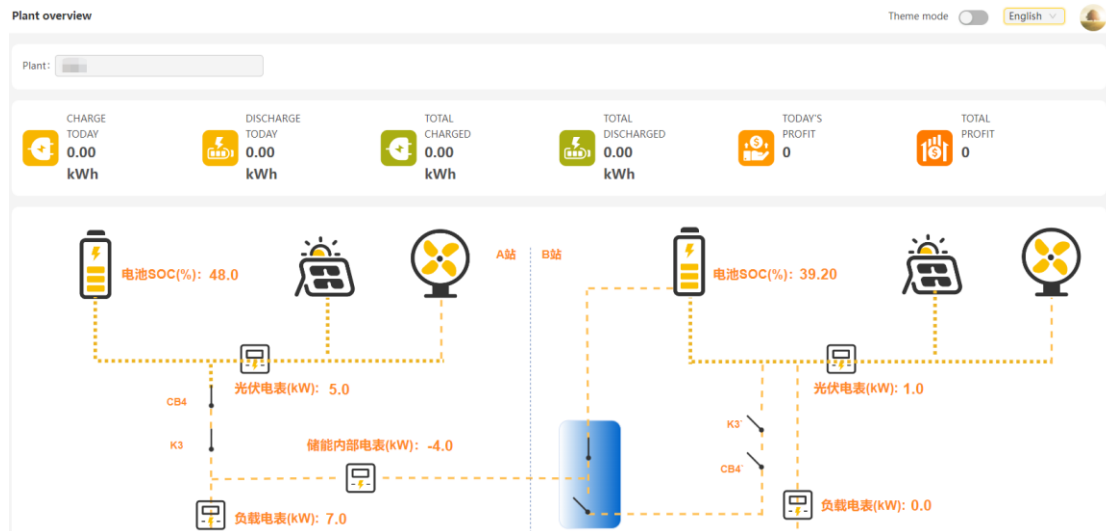 Plant overview
Theme mode
English
Plant:
CHARGE
TODAY
0.00
kWh
DISCHARGE
TODAY
0.00
kWh
TOTAL
CHARGED
0.00
kWh
TOTAL
DISCHARGED
0.00
kWh
TODAY'S
PROFIT
0
TOTAL
PROFIT
0
电池SOC(%): 48.0
A站
B站
电池SOC(%): 39.20
光伏电表(kW): 5.0
光伏电表(kW): 1.0
CB4
K3
K3`
储能内部电表(kW): -4.0
CB4`
负载电表(kW): 7.0
负载电表(kW): 0.0